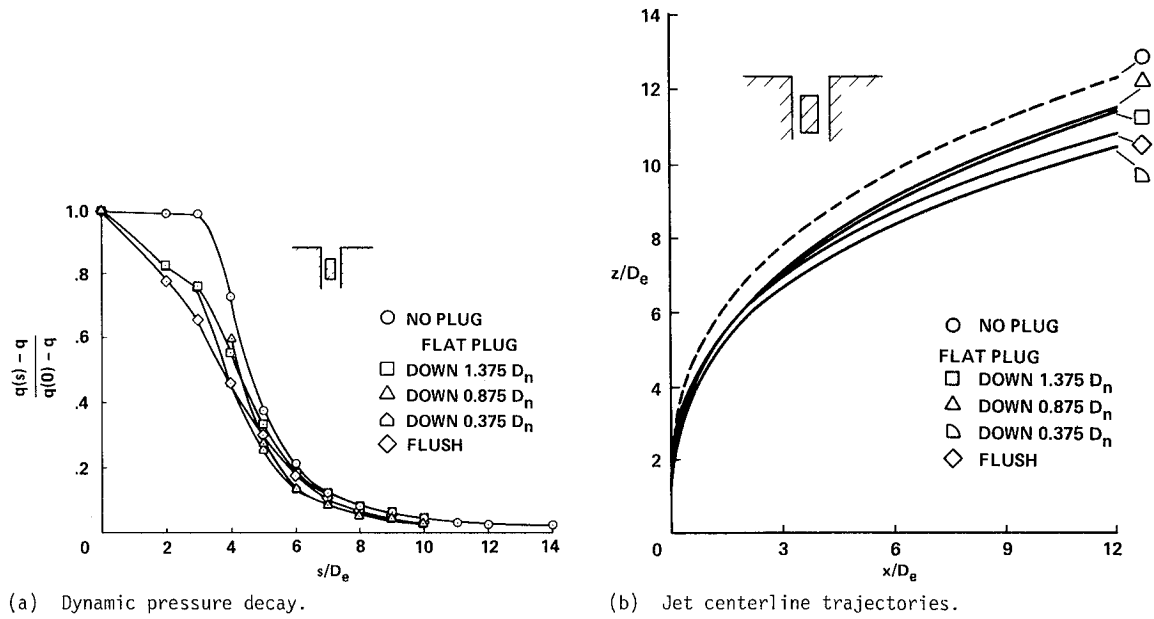 1.0
.8
.6
.4
.2
0
2
4
6
8
10
12
14
q(s) − q
q(0) − q
s/De
NO PLUG
FLAT PLUG
DOWN 1.375 Dn
DOWN 0.875 Dn
DOWN 0.375 Dn
FLUSH
(a) Dynamic pressure decay.
14
12
10
8
6
4
2
0
3
6
9
12
z/De
x/De
NO PLUG
FLAT PLUG
DOWN 1.375 Dn
DOWN 0.875 Dn
DOWN 0.375 Dn
FLUSH
(b) Jet centerline trajectories.